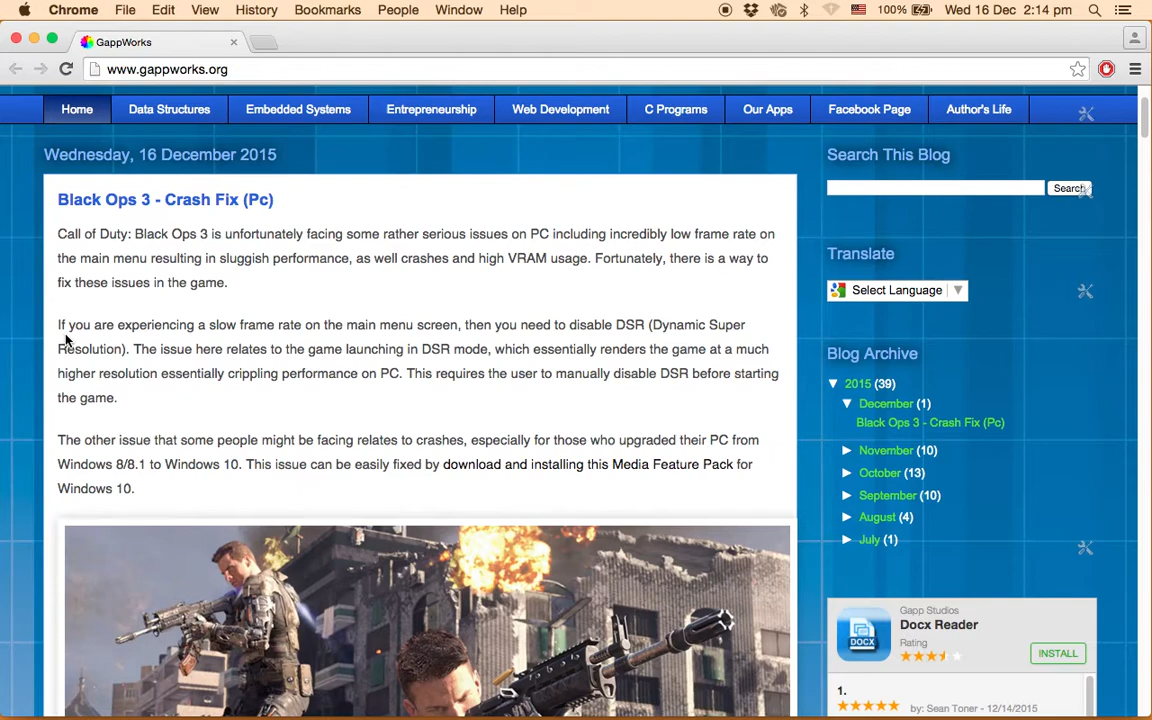 Chrome File Edit View History Bookmarks People Window Help 100% Wed 16 Dec 2:14 pm
GappWorks
www.gappworks.org
Home Data Structures Embedded Systems Entrepreneurship Web Development C Programs Our Apps Facebook Page Author's Life
Wednesday, 16 December 2015
Black Ops 3 - Crash Fix (Pc)
Call of Duty: Black Ops 3 is unfortunately facing some rather serious issues on PC including incredibly low frame rate on
the main menu resulting in sluggish performance, as well crashes and high VRAM usage. Fortunately, there is a way to
fix these issues in the game.
If you are experiencing a slow frame rate on the main menu screen, then you need to disable DSR (Dynamic Super
Resolution). The issue here relates to the game launching in DSR mode, which essentially renders the game at a much
higher resolution essentially crippling performance on PC. This requires the user to manually disable DSR before starting
the game.
The other issue that some people might be facing relates to crashes, especially for those who upgraded their PC from
Windows 8/8.1 to Windows 10. This issue can be easily fixed by download and installing this Media Feature Pack for
Windows 10.
Search This Blog
Search
Translate
Select Language ▼
Blog Archive
▼ 2015 (39)
▼ December (1)
Black Ops 3 - Crash Fix (Pc)
► November (10)
► October (13)
► September (10)
► August (4)
► July (1)
Gapp Studios
Docx Reader
Rating
DOCX
INSTALL
1.
by: Sean Toner - 12/14/2015